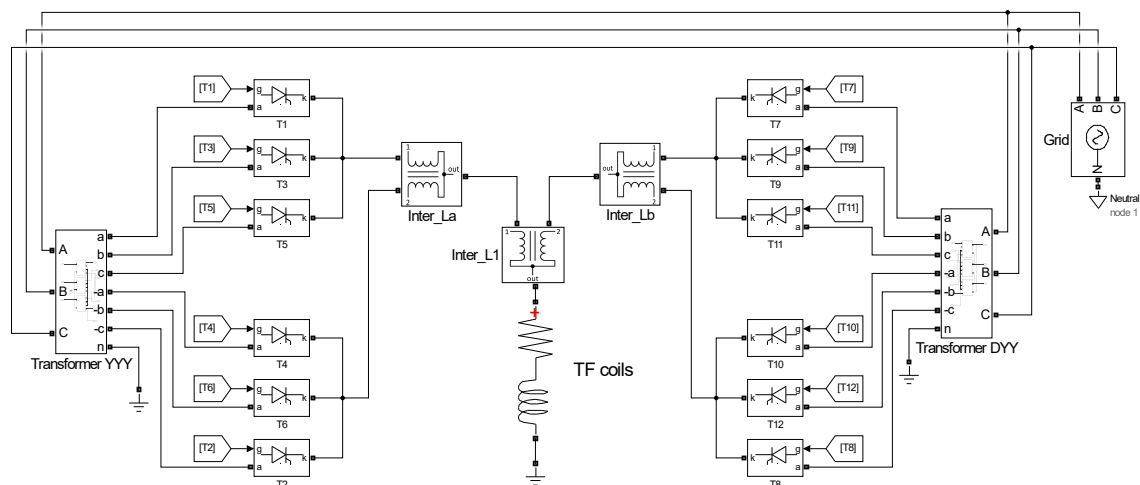 [T1]
g
a
k
T1
[T3]
g
a
k
T3
[T5]
g
a
k
T5
[T4]
g
a
k
T4
[T6]
g
a
k
T6
[T2]
g
a
k
T2
A
B
C
a
b
c
-a
-b
-c
n
Transformer YYY
1
2
out
Inter_La
1
2
out
Inter_Lb
1
2
out
Inter_L1
TF coils
[T7]
g
a
k
T7
[T9]
g
a
k
T9
[T11]
g
a
k
T11
[T10]
g
a
k
T10
[T12]
g
a
k
T12
[T8]
g
a
k
T8
a
b
c
-a
-b
-c
n
A
B
C
Transformer DYY
A
B
C
N
Grid
Neutral
node 1